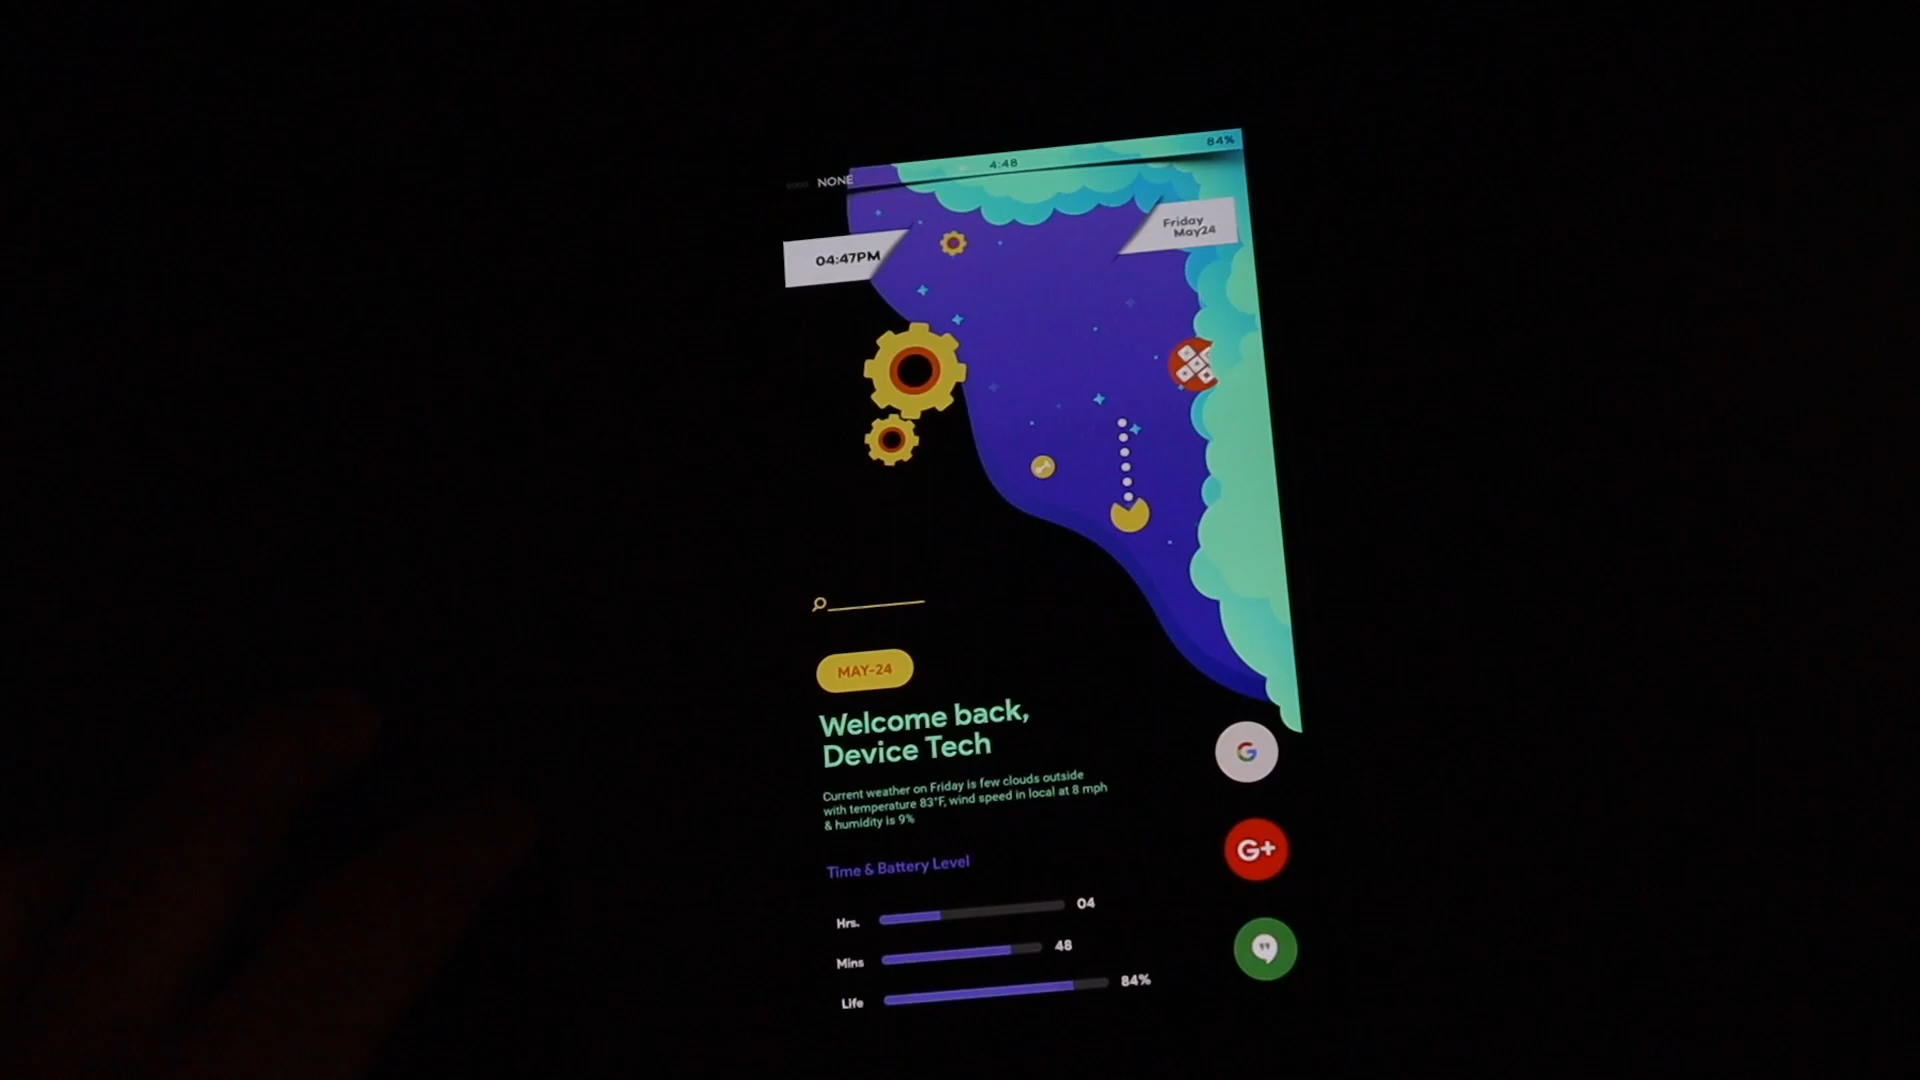 NONE
4:48
84%
04:47PM
Friday
May24
MAY-24
Welcome back,
Device Tech
Current weather on Friday is few clouds outside
with temperature 83°F, wind speed in local at 8 mph
& humidity is 9%
G
G+
Time & Battery Level
Hrs. 04
Mins 48
Life 84%